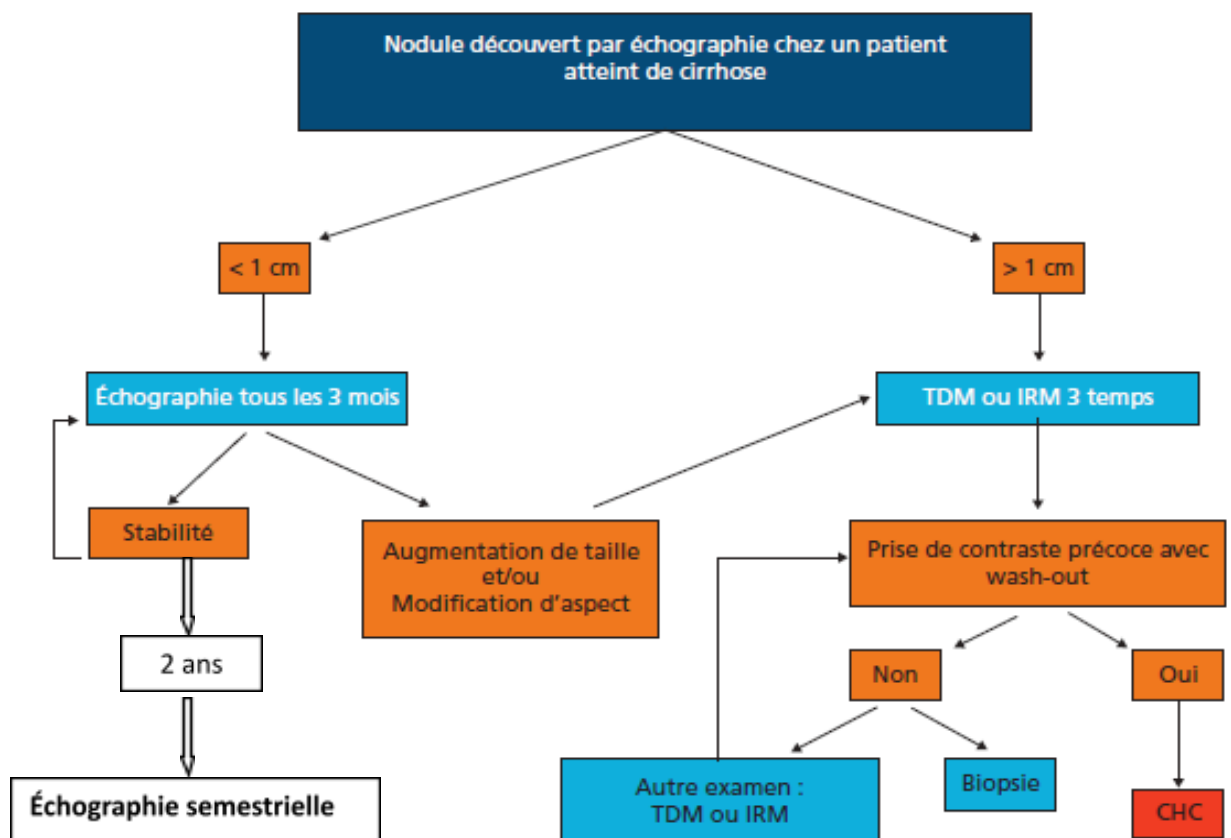 Nodule découvert par échographie chez un patient
atteint de cirrhose
< 1 cm
> 1 cm
Échographie tous les 3 mois
TDM ou IRM 3 temps
Stabilité
Augmentation de taille
et/ou
Modification d’aspect
Prise de contraste précoce avec
wash-out
2 ans
Non
Oui
Échographie semestrielle
Autre examen :
TDM ou IRM
Biopsie
CHC